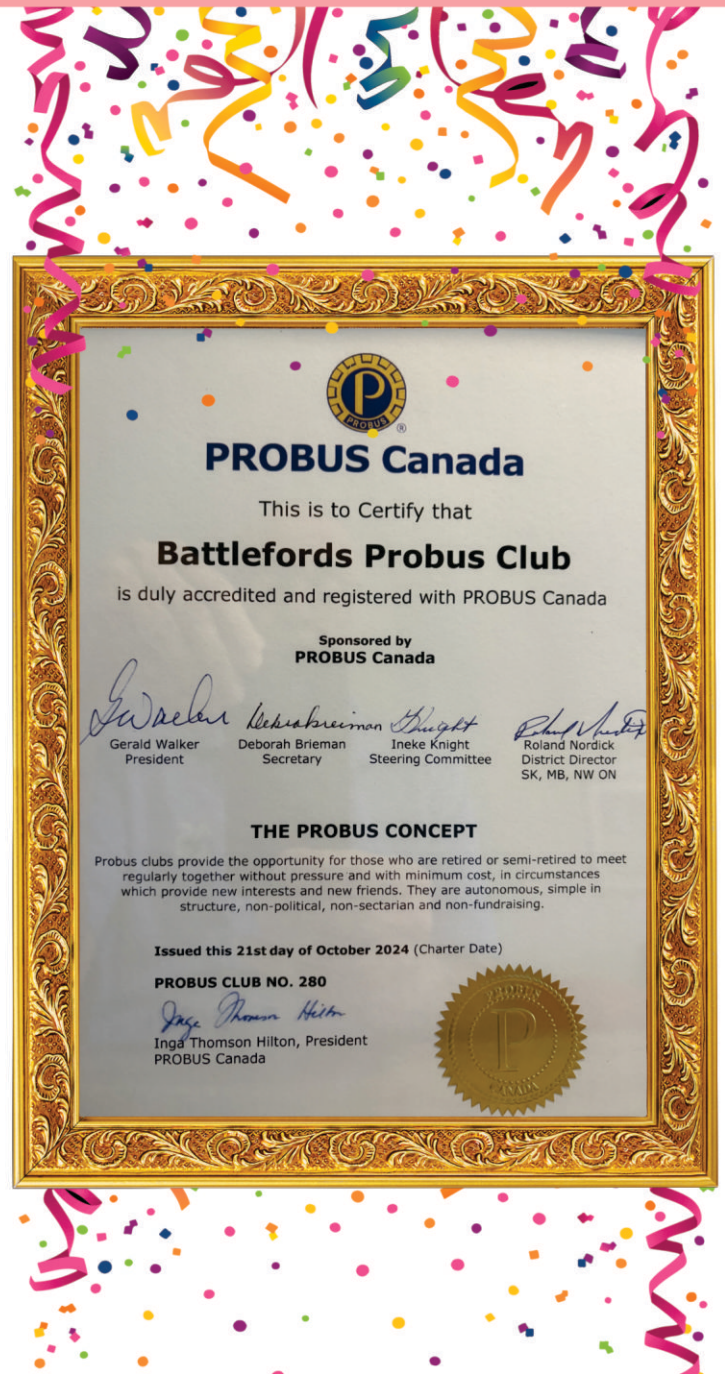 P
PROBUS
®
PROBUS Canada
This is to Certify that
Battlefords Probus Club
is duly accredited and registered with PROBUS Canada
Sponsored by
PROBUS Canada
Gerald Walker
President
Deborah Brieman
Secretary
Ineke Knight
Steering Committee
Roland Nordick
District Director
SK, MB, NW ON
THE PROBUS CONCEPT
Probus clubs provide the opportunity for those who are retired or semi-retired to meet
regularly together without pressure and with minimum cost, in circumstances
which provide new interests and new friends. They are autonomous, simple in
structure, non-political, non-sectarian and non-fundraising.
Issued this 21st day of October 2024 (Charter Date)
PROBUS CLUB NO. 280
Inga Thomson Hilton, President
PROBUS Canada
PROBUS
P
CANADA